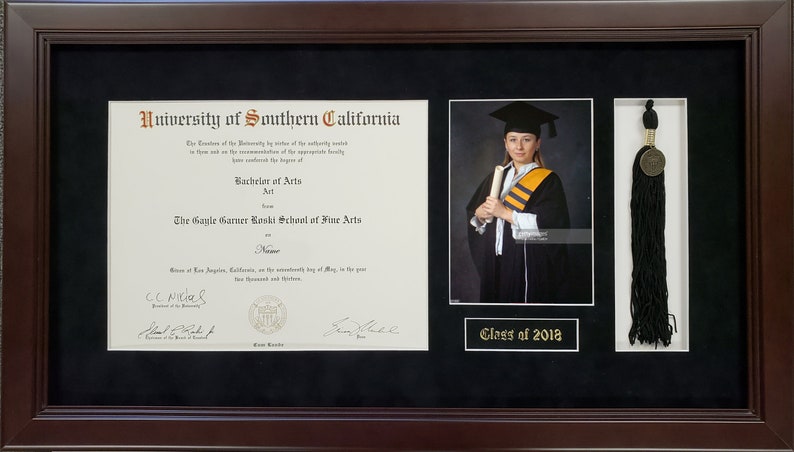 University of Southern California
The Trustees of the University by virtue of the authority vested
in them and on the recommendation of the appropriate faculty
have conferred the degree of
Bachelor of Arts
Art
from
The Gayle Garner Roski School of Fine Arts
on
Name
Given at Los Angeles, California, on the seventeenth day of May, in the year
two thousand and thirteen.
President of the University
Chairman of the Board of Trustees
Dean
Cum Laude
gettyimages
Class of 2018